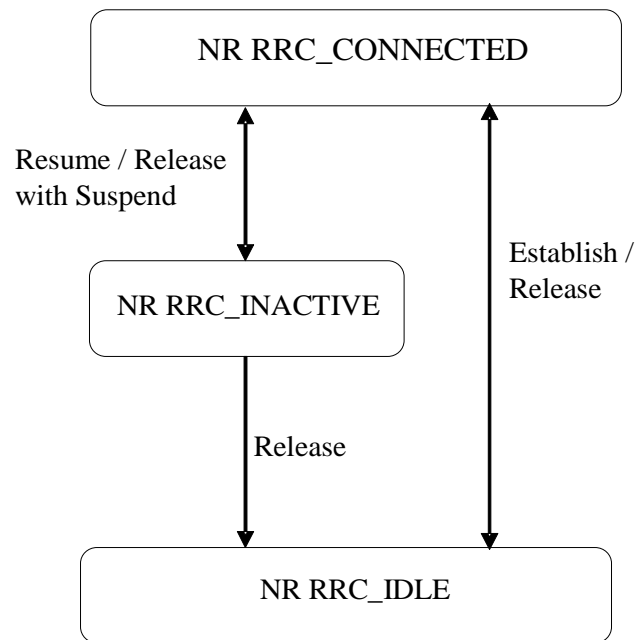 NR RRC_CONNECTED
Resume / Release
with Suspend
Establish /
Release
NR RRC_INACTIVE
Release
NR RRC_IDLE